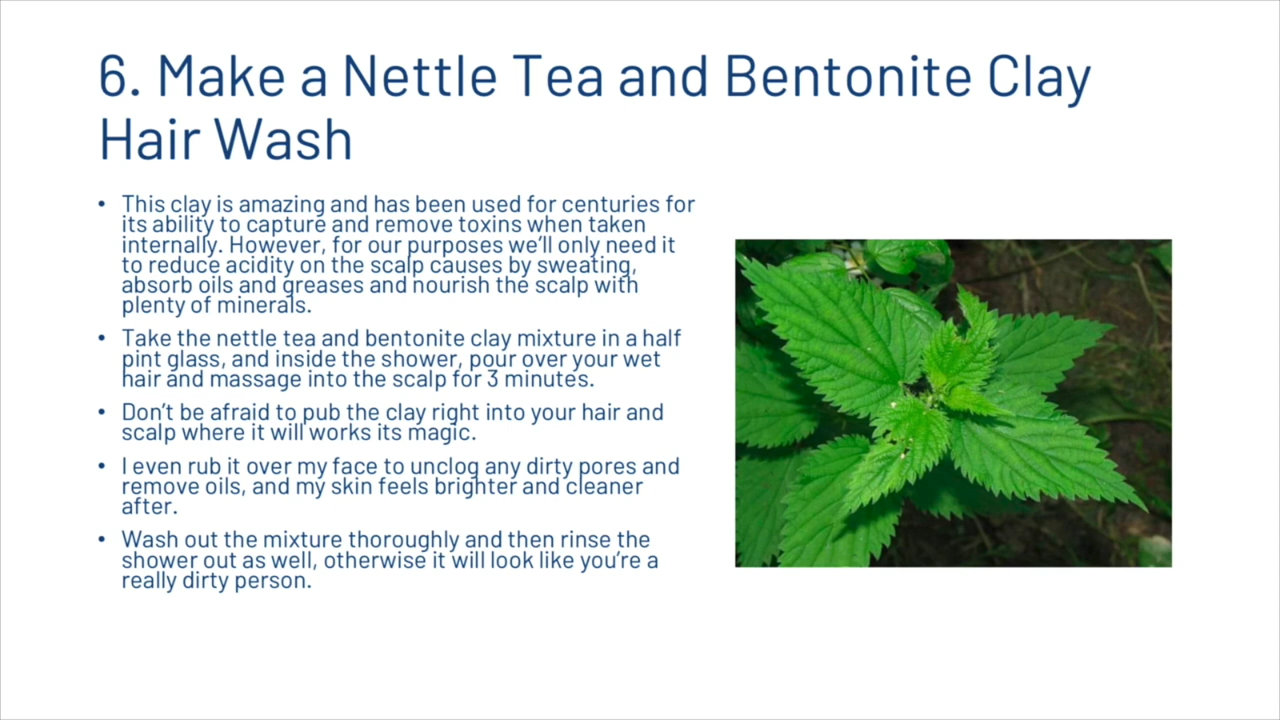 6. Make a Nettle Tea and Bentonite Clay
Hair Wash
• This clay is amazing and has been used for centuries for
its ability to capture and remove toxins when taken
internally. However, for our purposes we'll only need it
to reduce acidity on the scalp causes by sweating,
absorb oils and greases and nourish the scalp with
plenty of minerals.
• Take the nettle tea and bentonite clay mixture in a half
pint glass, and inside the shower, pour over your wet
hair and massage into the scalp for 3 minutes.
• Don't be afraid to pub the clay right into your hair and
scalp where it will works its magic.
• I even rub it over my face to unclog any dirty pores and
remove oils, and my skin feels brighter and cleaner
after.
• Wash out the mixture thoroughly and then rinse the
shower out as well, otherwise it will look like you're a
really dirty person.